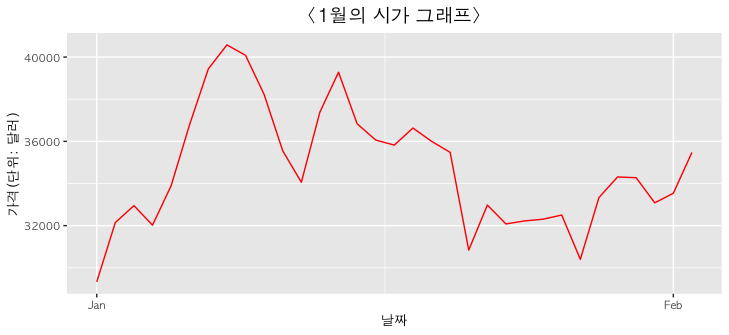 〈1월의 시가 그래프〉
가격(단위: 달러)
40000
36000
32000
Jan
Feb
날짜